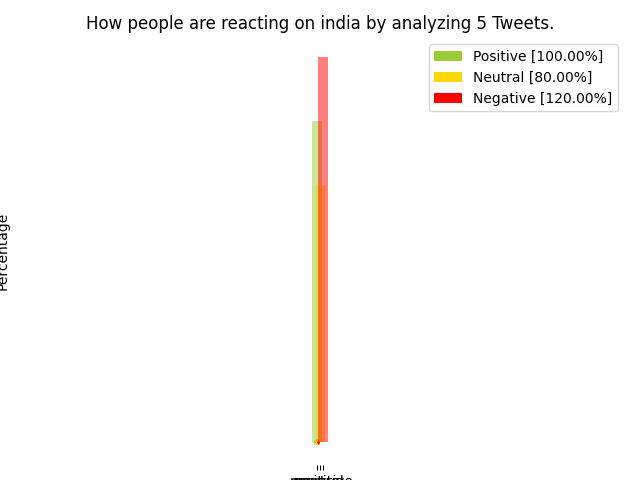 How people are reacting on india by analyzing 5 Tweets.
Positive [100.00%]
Neutral [80.00%]
Negative [120.00%]
Percentage